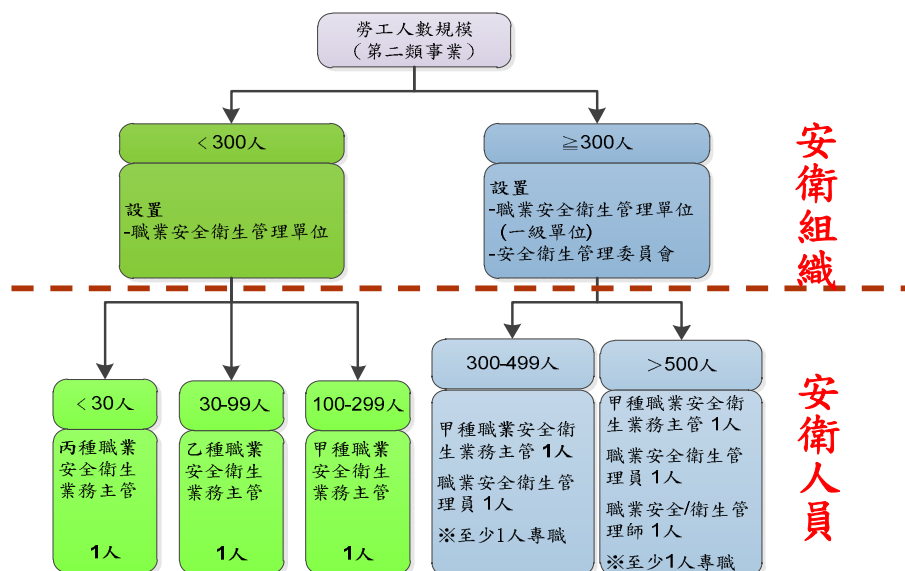 勞工人數規模
（第二類事業）
＜300人
≧300人
設置
-職業安全衛生管理單位
設置
-職業安全衛生管理單位
(一級單位)
-安全衛生管理委員會
安衛組織
＜30人
丙種職業
安全衛生
業務主管
1人
30-99人
乙種職業
安全衛生
業務主管
1人
100-299人
甲種職業
安全衛生
業務主管
1人
300-499人
甲種職業安全衛
生業務主管 1人
職業安全衛生管
理員 1人
※至少1人專職
＞500人
甲種職業安全衛
生業務主管 1人
職業安全衛生管
理員 1人
職業安全/衛生管
理師 1人
※至少1人專職
安衛人員